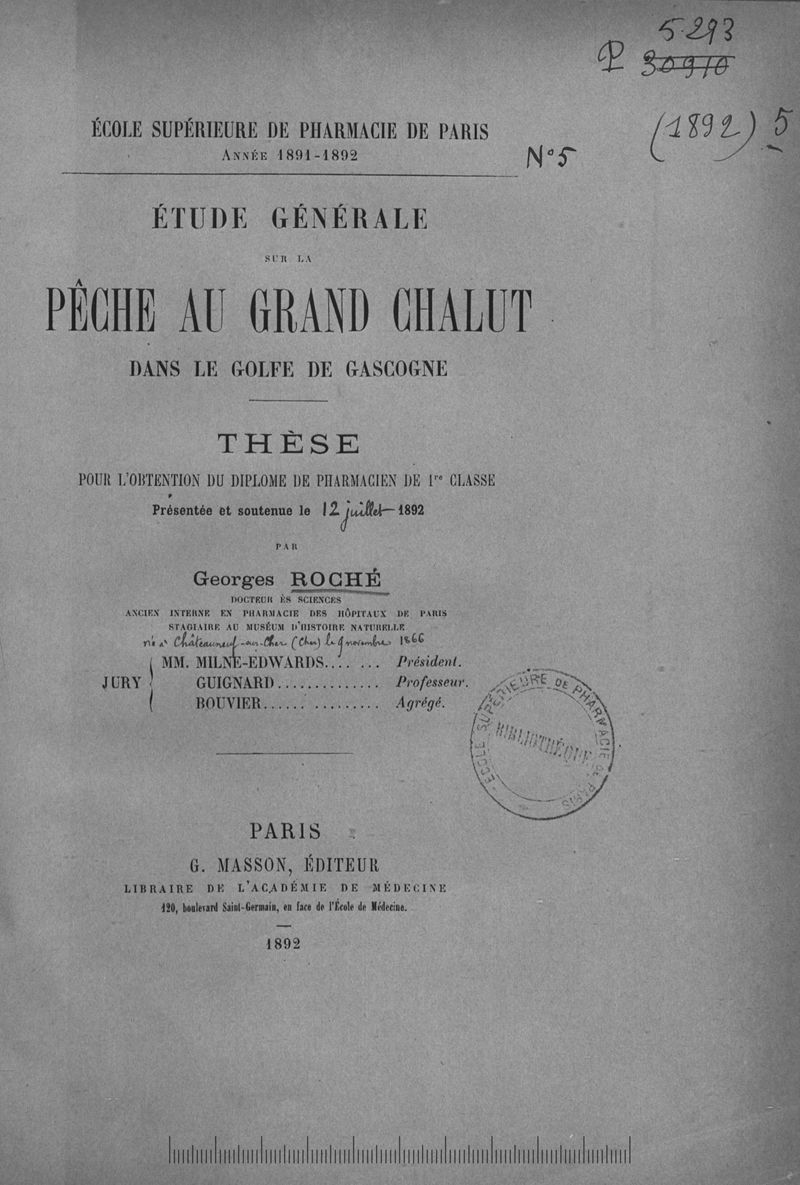 5.293
P 30970
(1892) 5
ÉCOLE SUPÉRIEURE DE PHARMACIE DE PARIS
ANNÉE 1891-1892
N° 5
ÉTUDE GÉNÉRALE
SUR LA
PÊCHE AU GRAND CHALUT
DANS LE GOLFE DE GASCOGNE
THÈSE
POUR L'OBTENTION DU DIPLOME DE PHARMACIEN DE 1re CLASSE
Présentée et soutenue le 12 juillet 1892
PAR
Georges ROCHÉ
DOCTEUR ÈS SCIENCES
ANCIEN INTERNE EN PHARMACIE DES HÔPITAUX DE PARIS
STAGIAIRE AU MUSÉUM D'HISTOIRE NATURELLE
né à Châteauneuf-sur-Cher (Cher) le 9 novembre 1866
JURY
MM. MILNE-EDWARDS........ Président.
GUIGNARD.............. Professeur.
BOUVIER............... Agrégé.
ÉCOLE SUPÉRIEURE DE PHARMACIE DE PARIS
BIBLIOTHÈQUE
PARIS
G. MASSON, ÉDITEUR
LIBRAIRE DE L'ACADÉMIE DE MÉDECINE
120, boulevard Saint-Germain, en face de l'École de Médecine.
1892